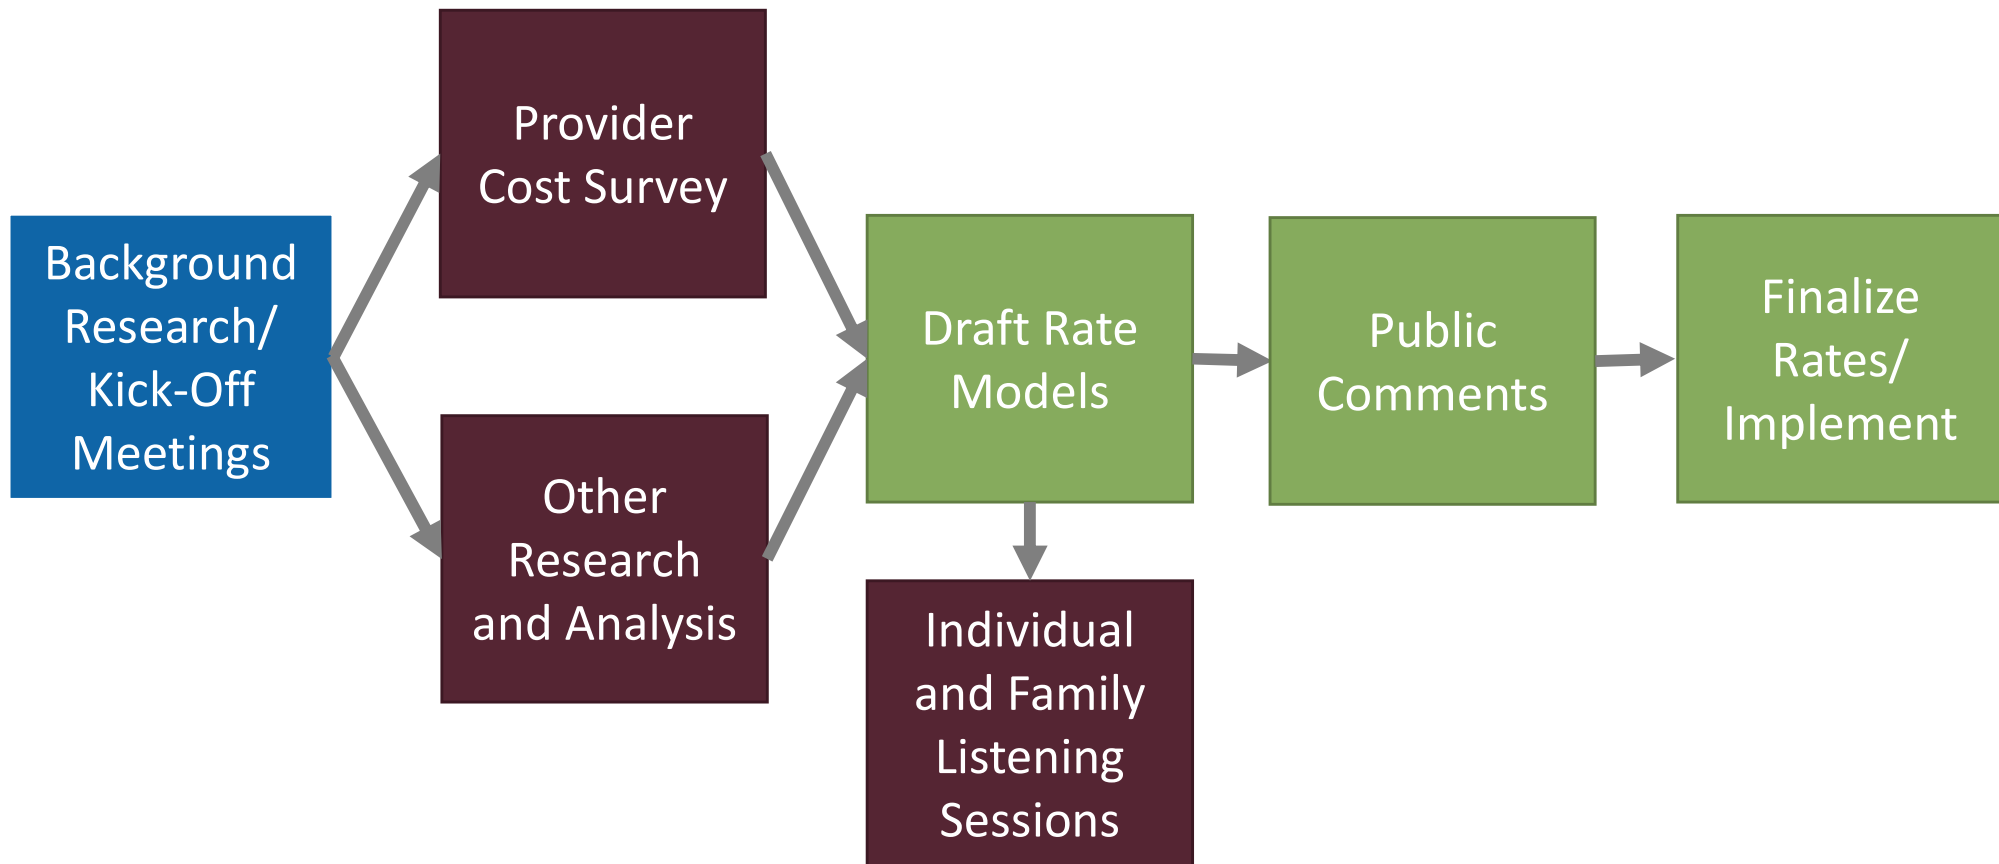 Background
Research/
Kick-Off
Meetings
Provider
Cost Survey
Other
Research
and Analysis
Draft Rate
Models
Individual
and Family
Listening
Sessions
Public
Comments
Finalize
Rates/
Implement